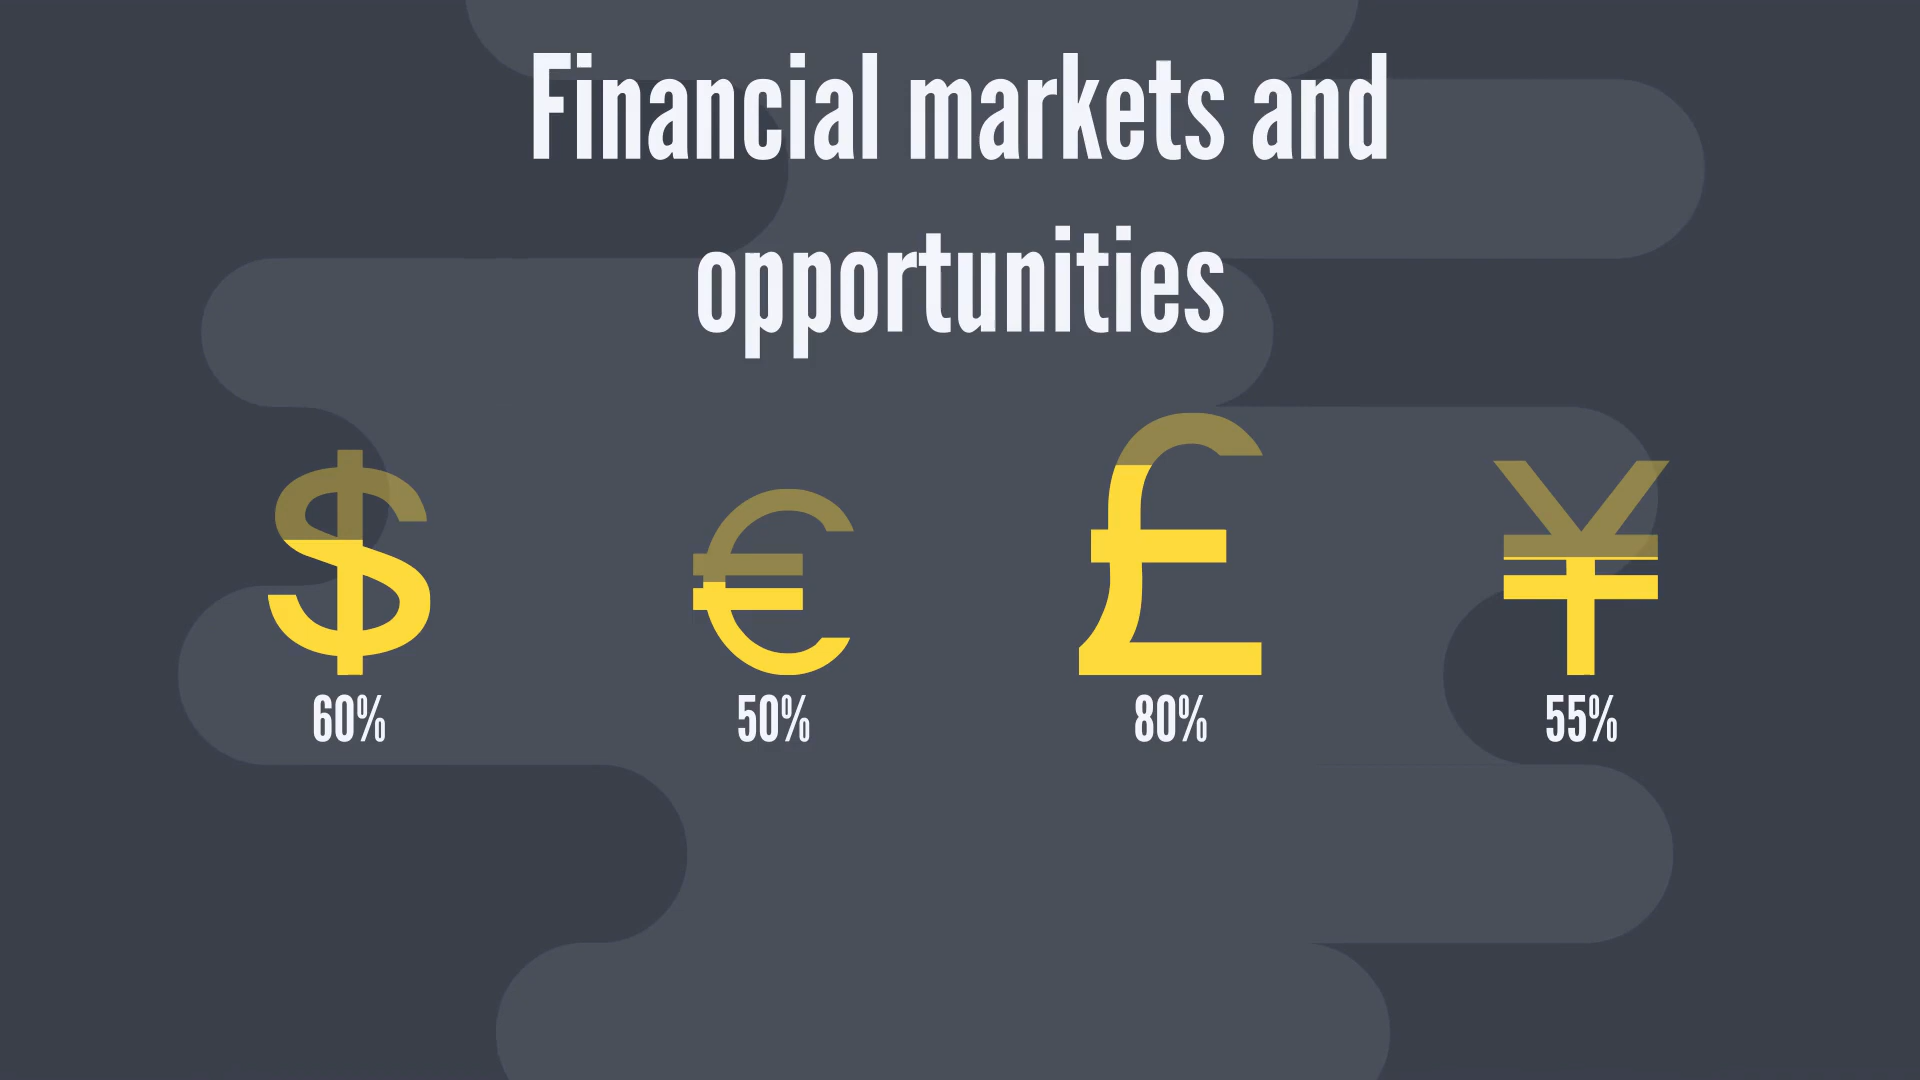 Financial markets and
opportunities
$ € £ ¥
60% 50% 80% 55%